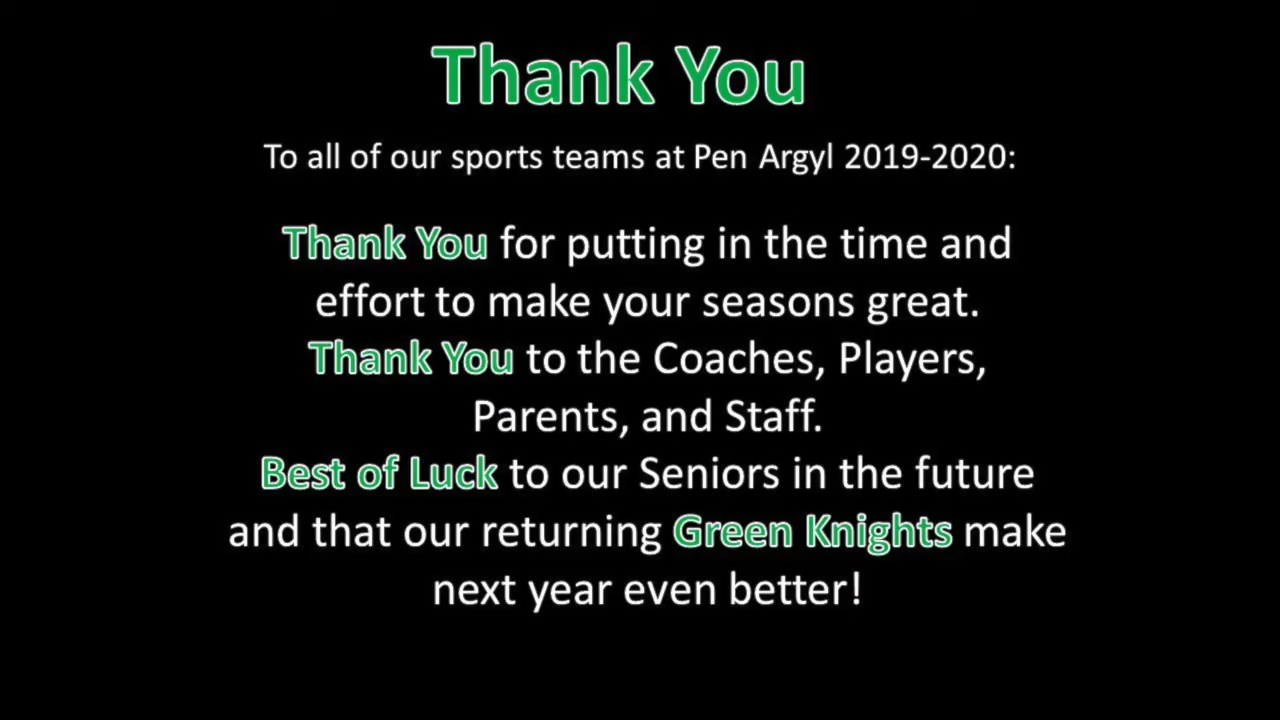 Thank You
To all of our sports teams at Pen Argyl 2019-2020:
Thank You for putting in the time and
effort to make your seasons great.
Thank You to the Coaches, Players,
Parents, and Staff.
Best of Luck to our Seniors in the future
and that our returning Green Knights make
next year even better!